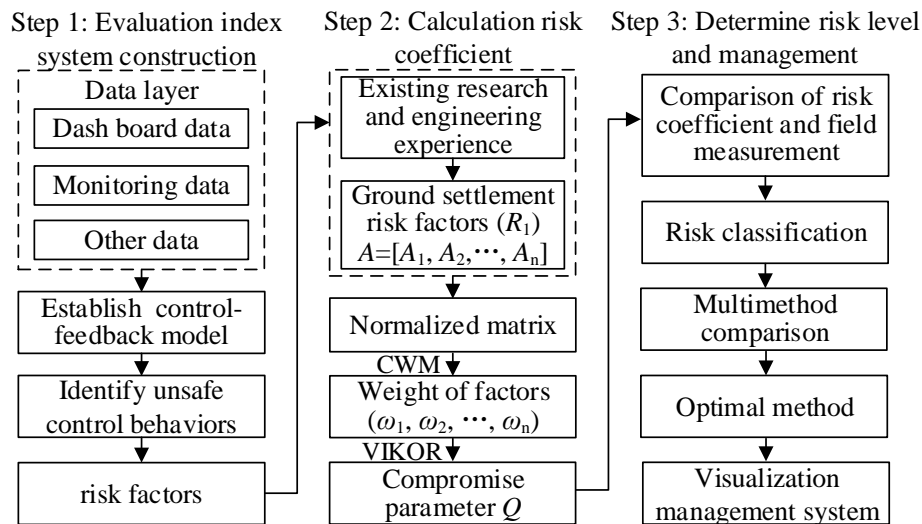 Step 1: Evaluation index
system construction
Data layer
Dash board data
Monitoring data
Other data
Establish control-
feedback model
Identify unsafe
control behaviors
risk factors
Step 2: Calculation risk
coefficient
Existing research
and engineering
experience
Ground settlement
risk factors (R₁)
A=[A₁, A₂,⋯, Aₙ]
Normalized matrix
CWM
Weight of factors
(ω₁, ω₂, ⋯, ωₙ)
VIKOR
Compromise
parameter Q
Step 3: Determine risk level
and management
Comparison of risk
coefficient and field
measurement
Risk classification
Multimethod
comparison
Optimal method
Visualization
management system